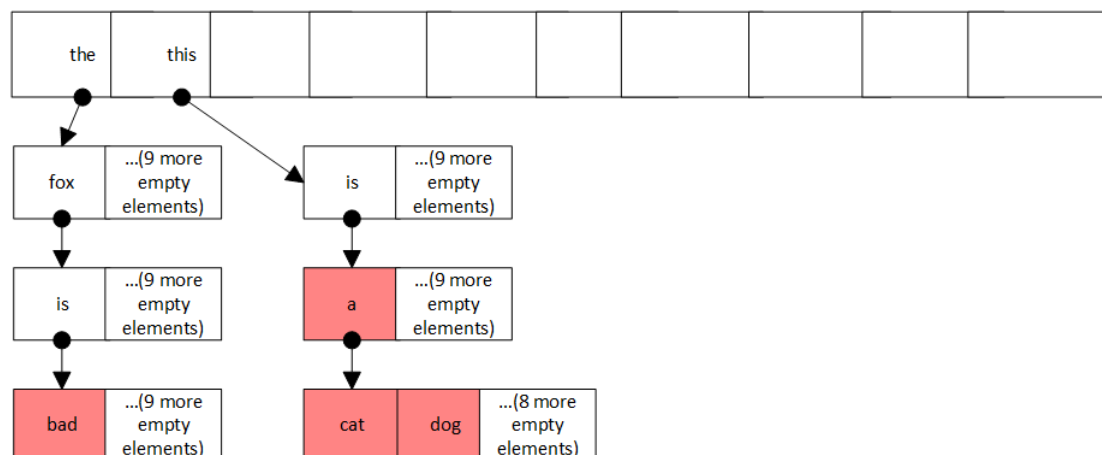 the this
fox
...(9 more
empty
elements)
is
...(9 more
empty
elements)
is
...(9 more
empty
elements)
a
...(9 more
empty
elements)
bad
...(9 more
empty
elements)
cat
dog
...(8 more
empty
elements)